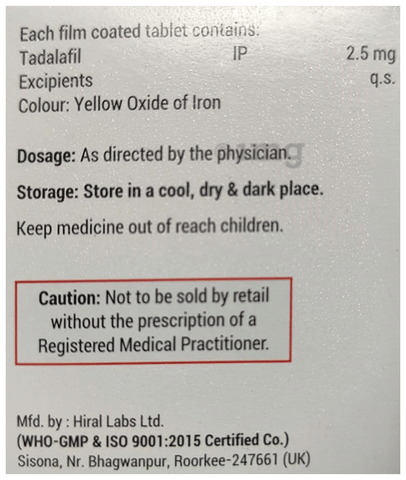 Each film coated tablet contains:
Tadalafil IP 2.5 mg
Excipients q.s.
Colour: Yellow Oxide of Iron
Dosage: As directed by the physician.
Storage: Store in a cool, dry & dark place.
Keep medicine out of reach children.
Caution: Not to be sold by retail
without the prescription of a
Registered Medical Practitioner.
Mfd. by : Hiral Labs Ltd.
(WHO-GMP & ISO 9001:2015 Certified Co.)
Sisona, Nr. Bhagwanpur, Roorkee-247661 (UK)